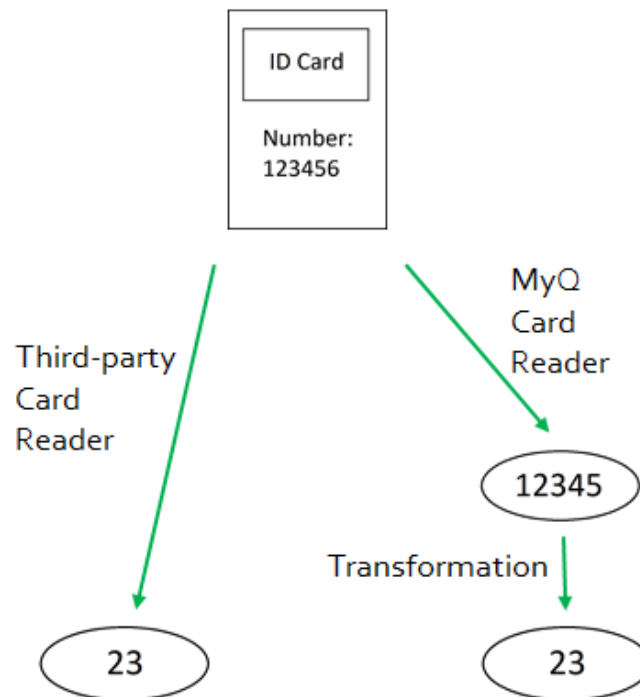 ID Card
Number:
123456
Third-party
Card
Reader
MyQ
Card
Reader
12345
Transformation
23
23